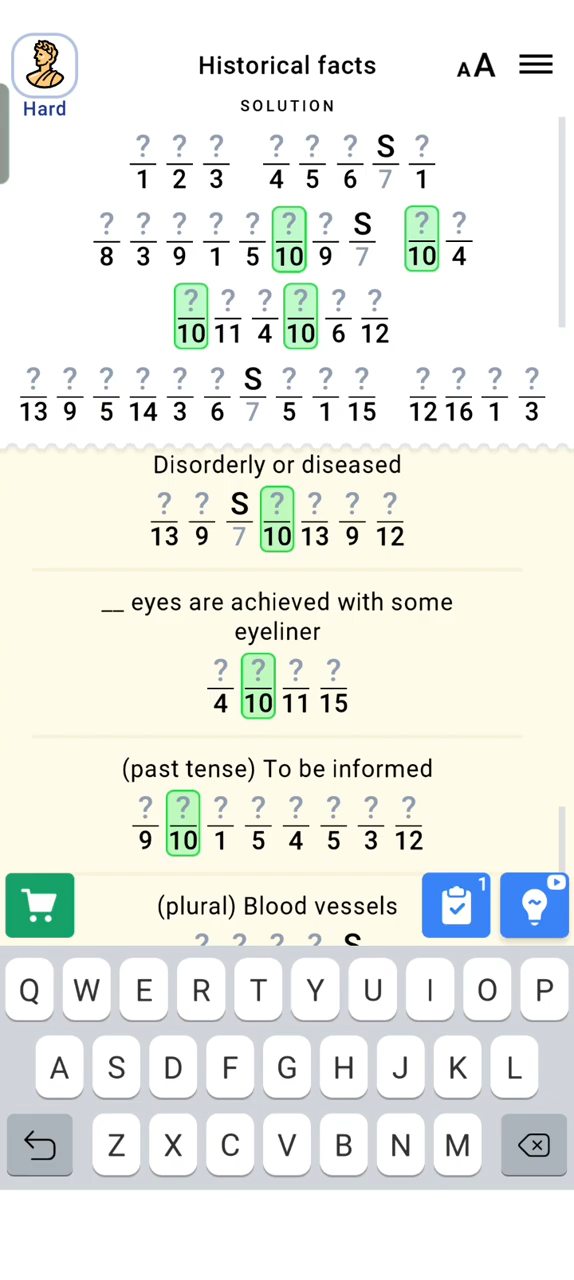 Historical facts
AA
Hard
SOLUTION
? ? ? ? ? ? S ?
1 2 3 4 5 6 7 1
? ? ? ? ? ? ? S ? ?
8 3 9 1 5 10 9 7 10 4
? ? ? ? ? ?
10 11 4 10 6 12
? ? ? ? ? ? S ? ? ? ? ? ? ?
13 9 5 14 3 6 7 5 1 15 12 16 1 3
Disorderly or diseased
? ? S ? ? ? ?
13 9 7 10 13 9 12
__ eyes are achieved with some
eyeliner
? ? ? ?
4 10 11 15
(past tense) To be informed
? ? ? ? ? ? ? ?
9 10 1 5 4 5 3 12
(plural) Blood vessels
1
? ? ? ? S
Q W E R T Y U I O P
A S D F G H J K L
Z X C V B N M